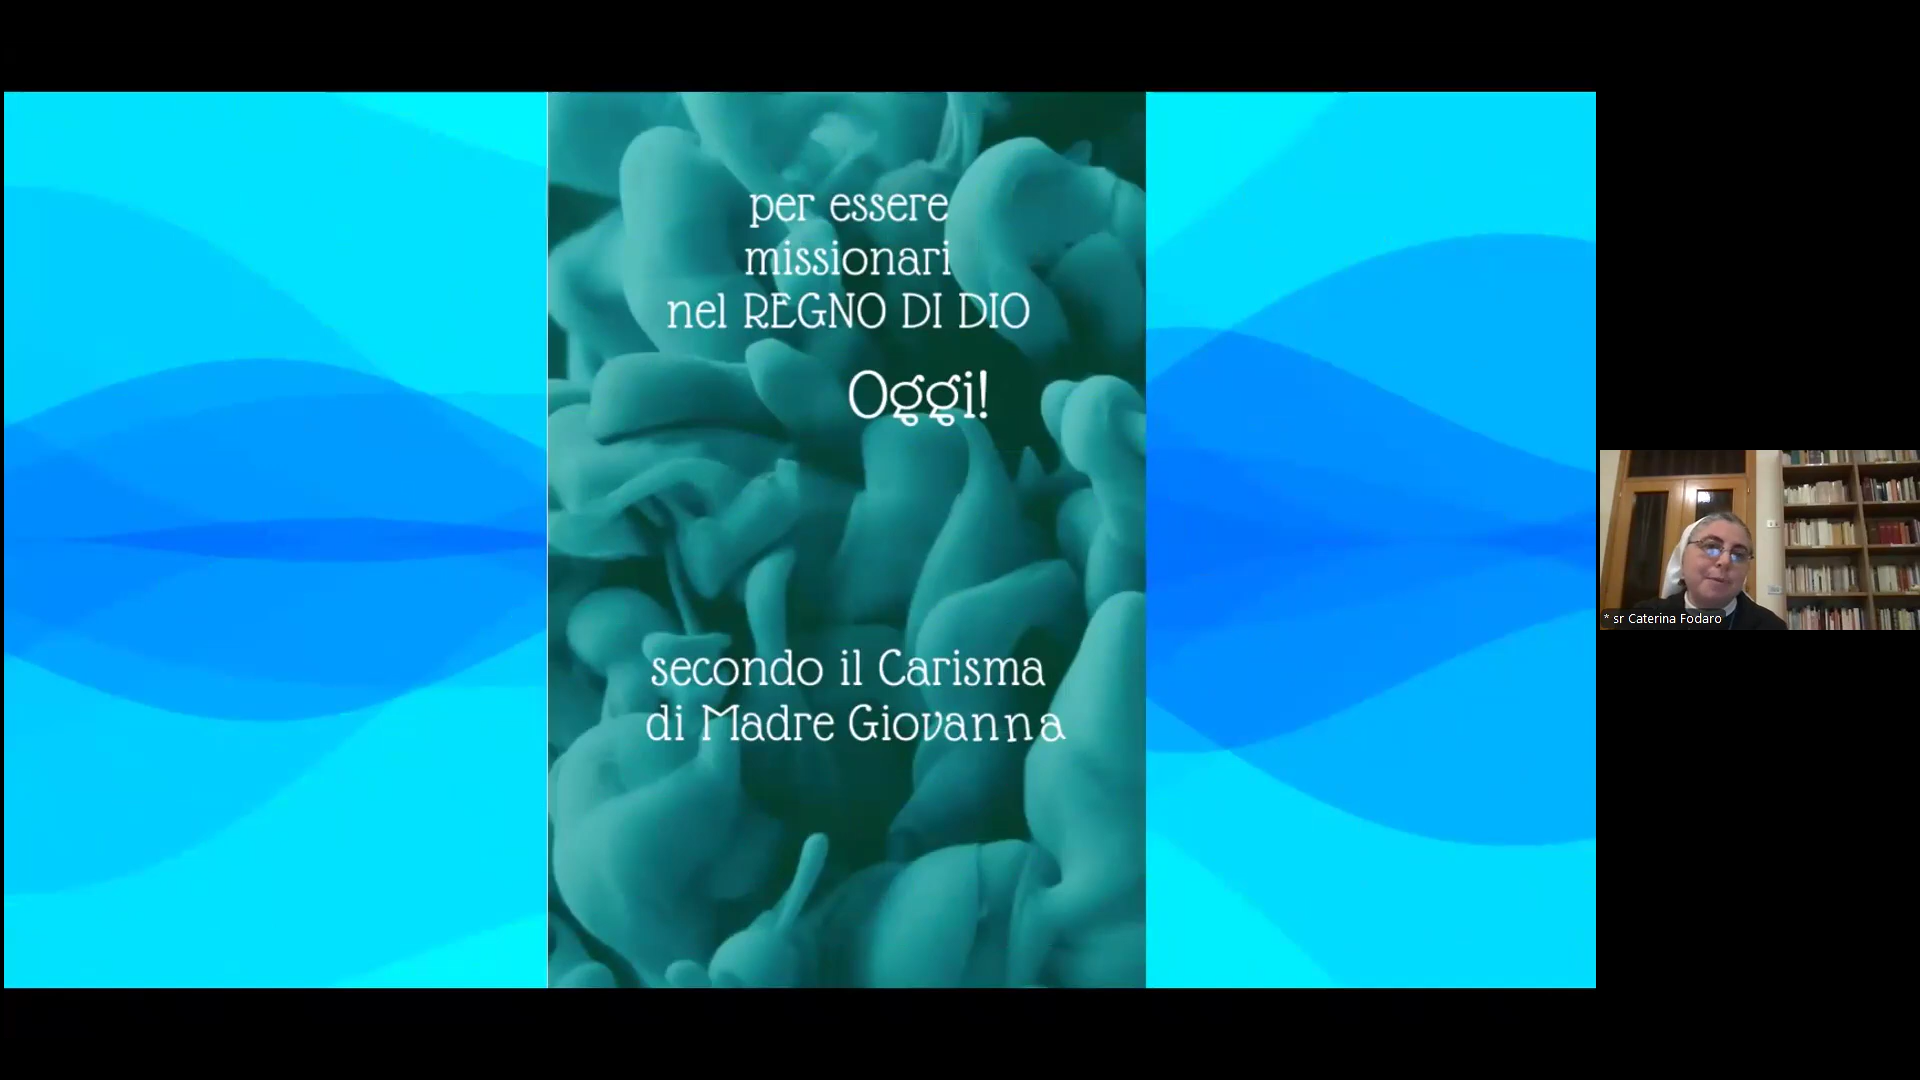 per essere
missionari
nel REGNO DI DIO
Oggi!
secondo il Carisma
di Madre Giovanna
* sr Caterina Fodaro